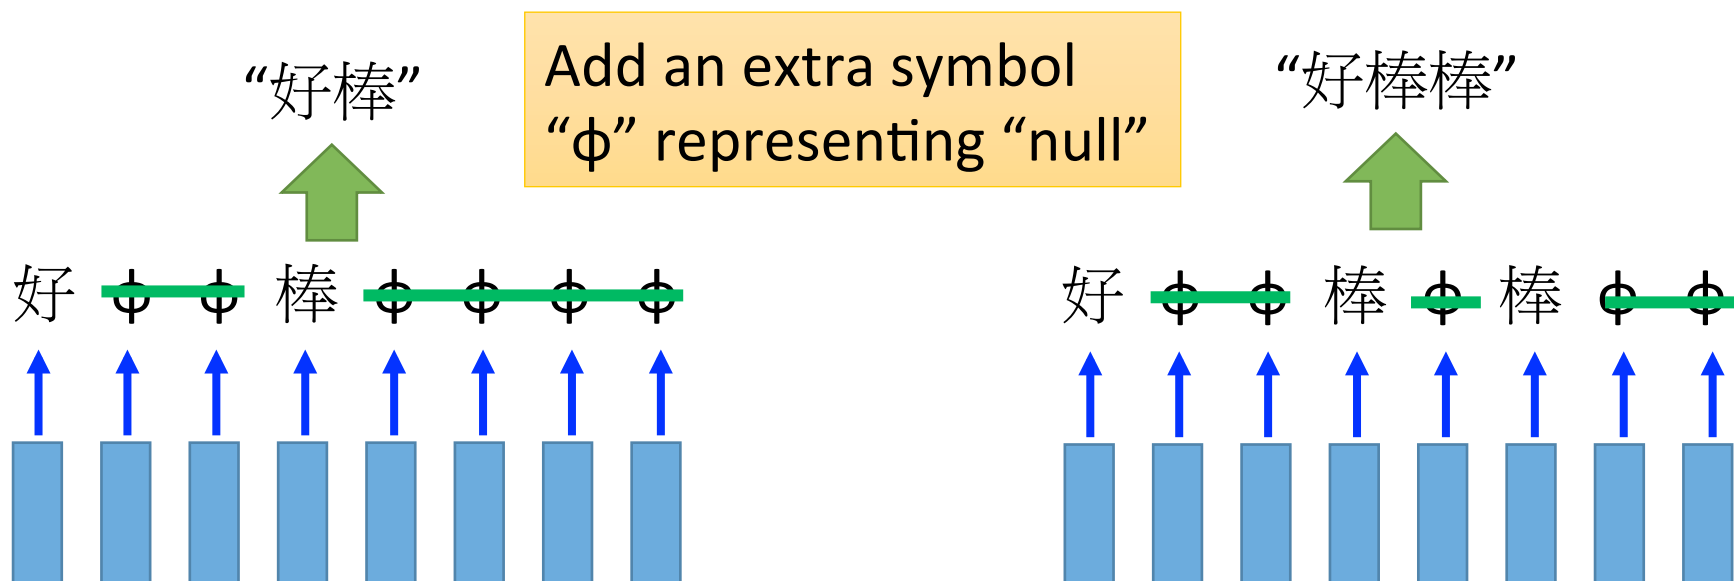 “好棒”
Add an extra symbol
“ϕ” representing “null”
“好棒棒”
好 ϕ ϕ 棒 ϕ ϕ ϕ ϕ
好 ϕ ϕ 棒 ϕ 棒 ϕ ϕ